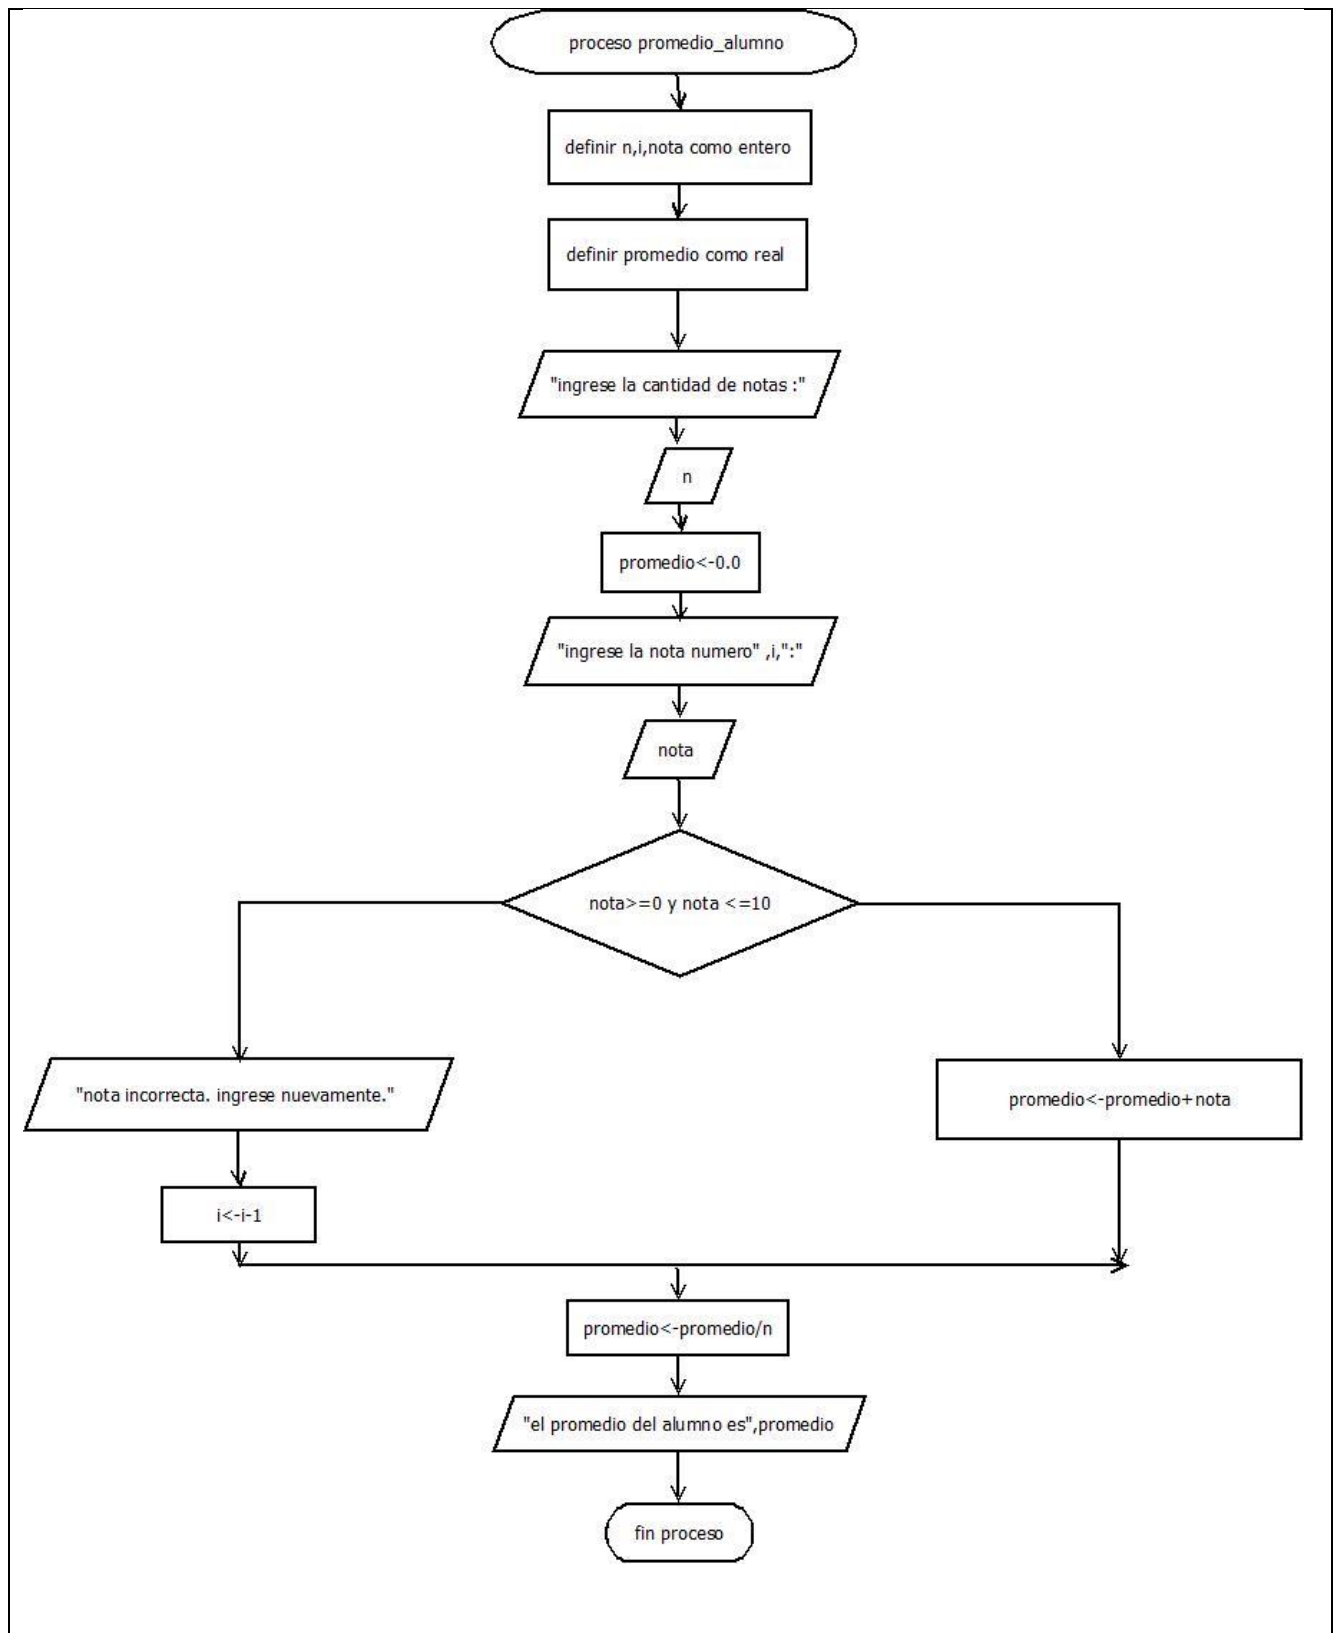 proceso promedio_alumno
definir n,i,nota como entero
definir promedio como real
"ingrese la cantidad de notas :"
n
promedio<-0.0
"ingrese la nota numero" ,i,":"
nota
nota>=0 y nota <=10
"nota incorrecta. ingrese nuevamente."
promedio<-promedio+nota
i<-i-1
promedio<-promedio/n
"el promedio del alumno es",promedio
fin proceso